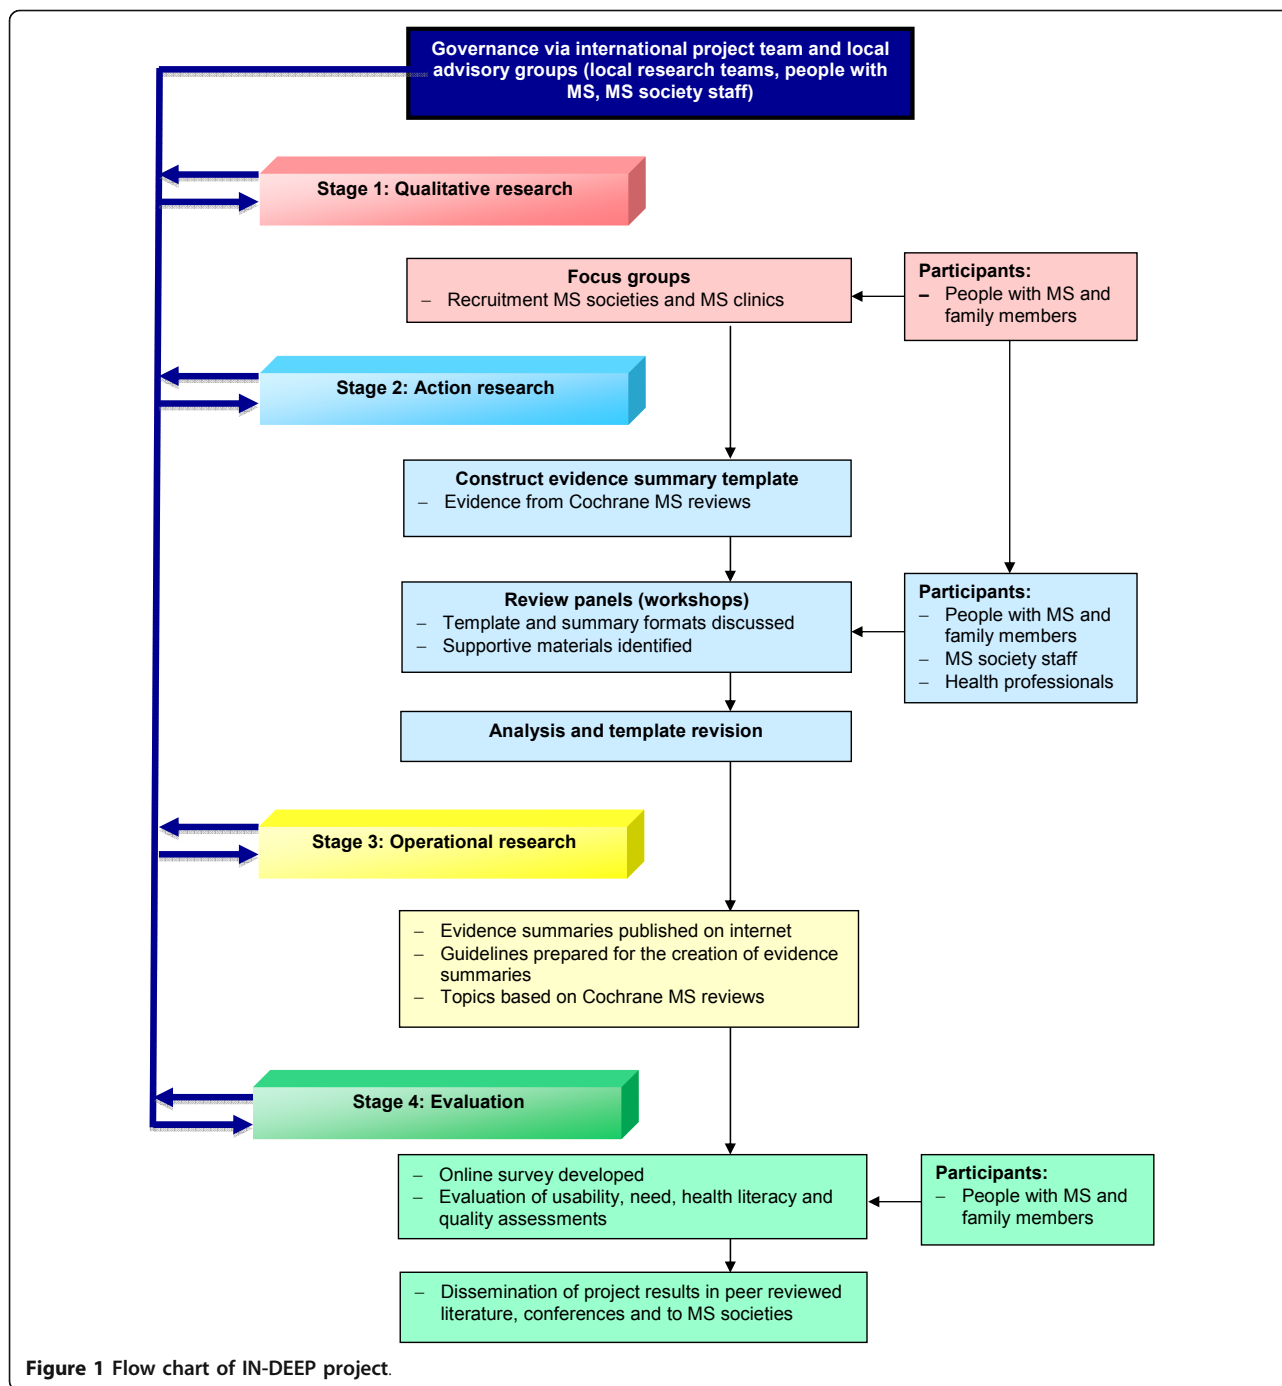 Governance via international project team and local
advisory groups (local research teams, people with
MS, MS society staff)
Stage 1: Qualitative research
Focus groups
– Recruitment MS societies and MS clinics
Participants:
– People with MS and
family members
Stage 2: Action research
Construct evidence summary template
– Evidence from Cochrane MS reviews
Review panels (workshops)
– Template and summary formats discussed
– Supportive materials identified
Participants:
– People with MS and
family members
– MS society staff
– Health professionals
Analysis and template revision
Stage 3: Operational research
– Evidence summaries published on internet
– Guidelines prepared for the creation of evidence
summaries
– Topics based on Cochrane MS reviews
Stage 4: Evaluation
– Online survey developed
– Evaluation of usability, need, health literacy and
quality assessments
Participants:
– People with MS and
family members
– Dissemination of project results in peer reviewed
literature, conferences and to MS societies
Figure 1 Flow chart of IN-DEEP project.